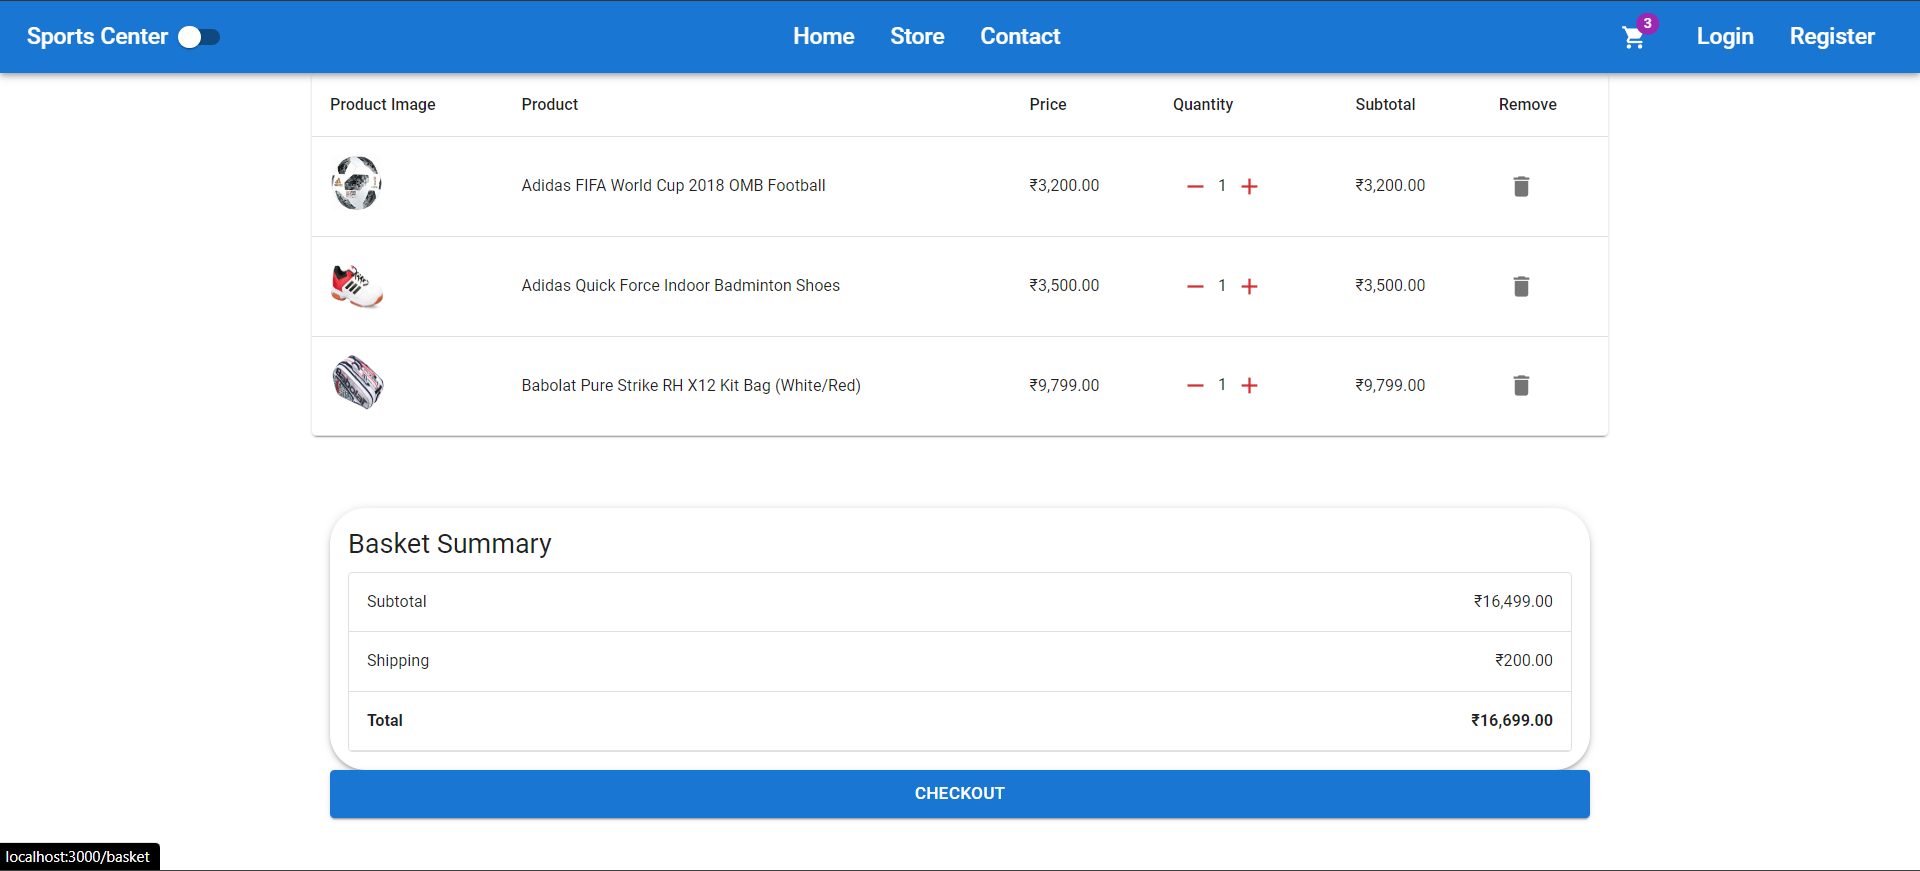 Sports Center Home Store Contact 3 Login Register
Product Image Product Price Quantity Subtotal Remove
Adidas FIFA World Cup 2018 OMB Football ₹3,200.00 1 ₹3,200.00
Adidas Quick Force Indoor Badminton Shoes ₹3,500.00 1 ₹3,500.00
Babolat Pure Strike RH X12 Kit Bag (White/Red) ₹9,799.00 1 ₹9,799.00
Basket Summary
Subtotal ₹16,499.00
Shipping ₹200.00
Total ₹16,699.00
CHECKOUT
localhost:3000/basket